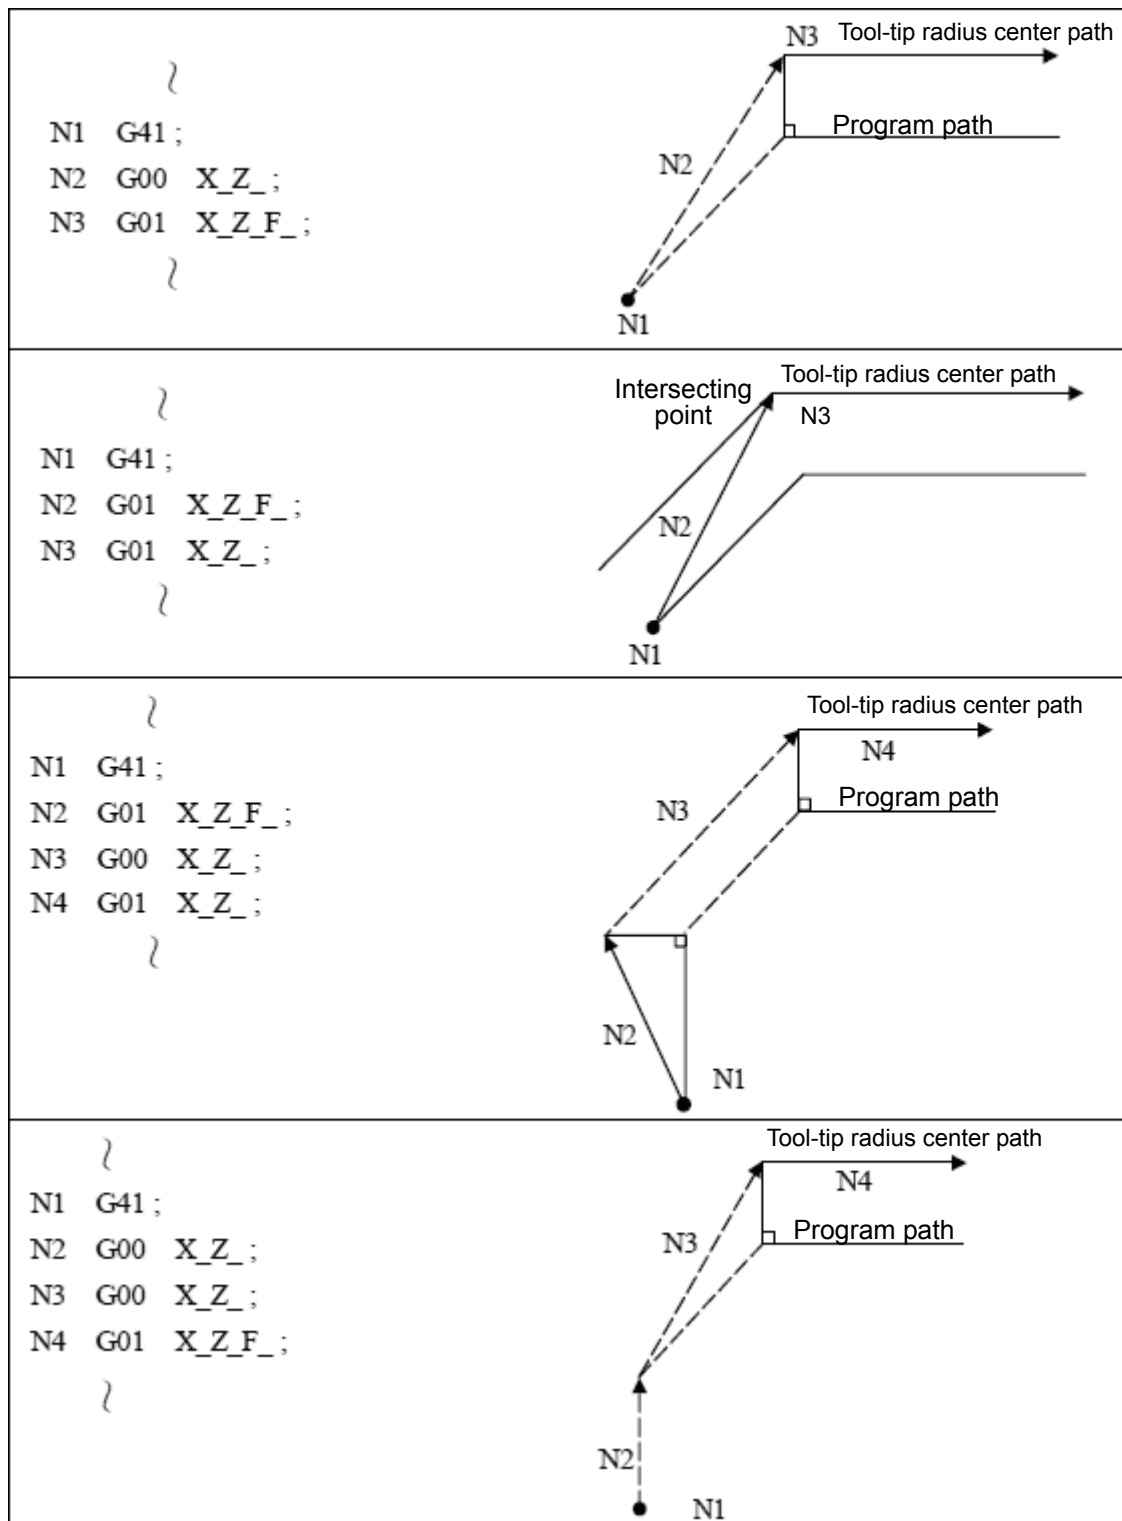 N1 G41 ;
N2 G00 X_Z_ ;
N3 G01 X_Z_F_ ;
N3 Tool-tip radius center path
Program path
N2
N1
N1 G41 ;
N2 G01 X_Z_F_ ;
N3 G01 X_Z_ ;
Tool-tip radius center path
Intersecting
point
N3
N2
N1
N1 G41 ;
N2 G01 X_Z_F_ ;
N3 G00 X_Z_ ;
N4 G01 X_Z_ ;
Tool-tip radius center path
N4
N3
Program path
N2
N1
N1 G41 ;
N2 G00 X_Z_ ;
N3 G00 X_Z_ ;
N4 G01 X_Z_F_ ;
Tool-tip radius center path
N4
Program path
N3
N2
N1